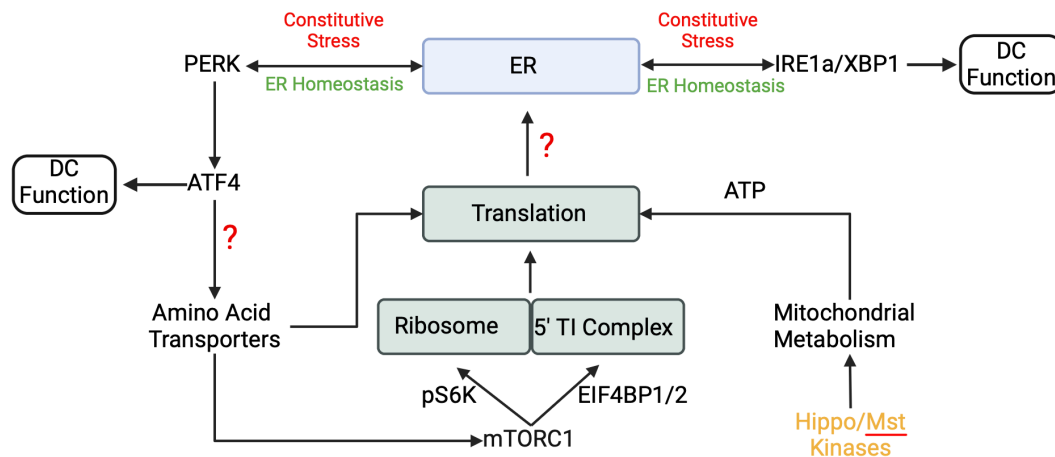 Constitutive
Stress
Constitutive
Stress
PERK
ER
IRE1a/XBP1
DC
Function
ER Homeostasis
ER Homeostasis
?
DC
Function
ATF4
Translation
ATP
?
Amino Acid
Transporters
Ribosome
5' TI Complex
Mitochondrial
Metabolism
pS6K
EIF4BP1/2
mTORC1
Hippo/Mst
Kinases